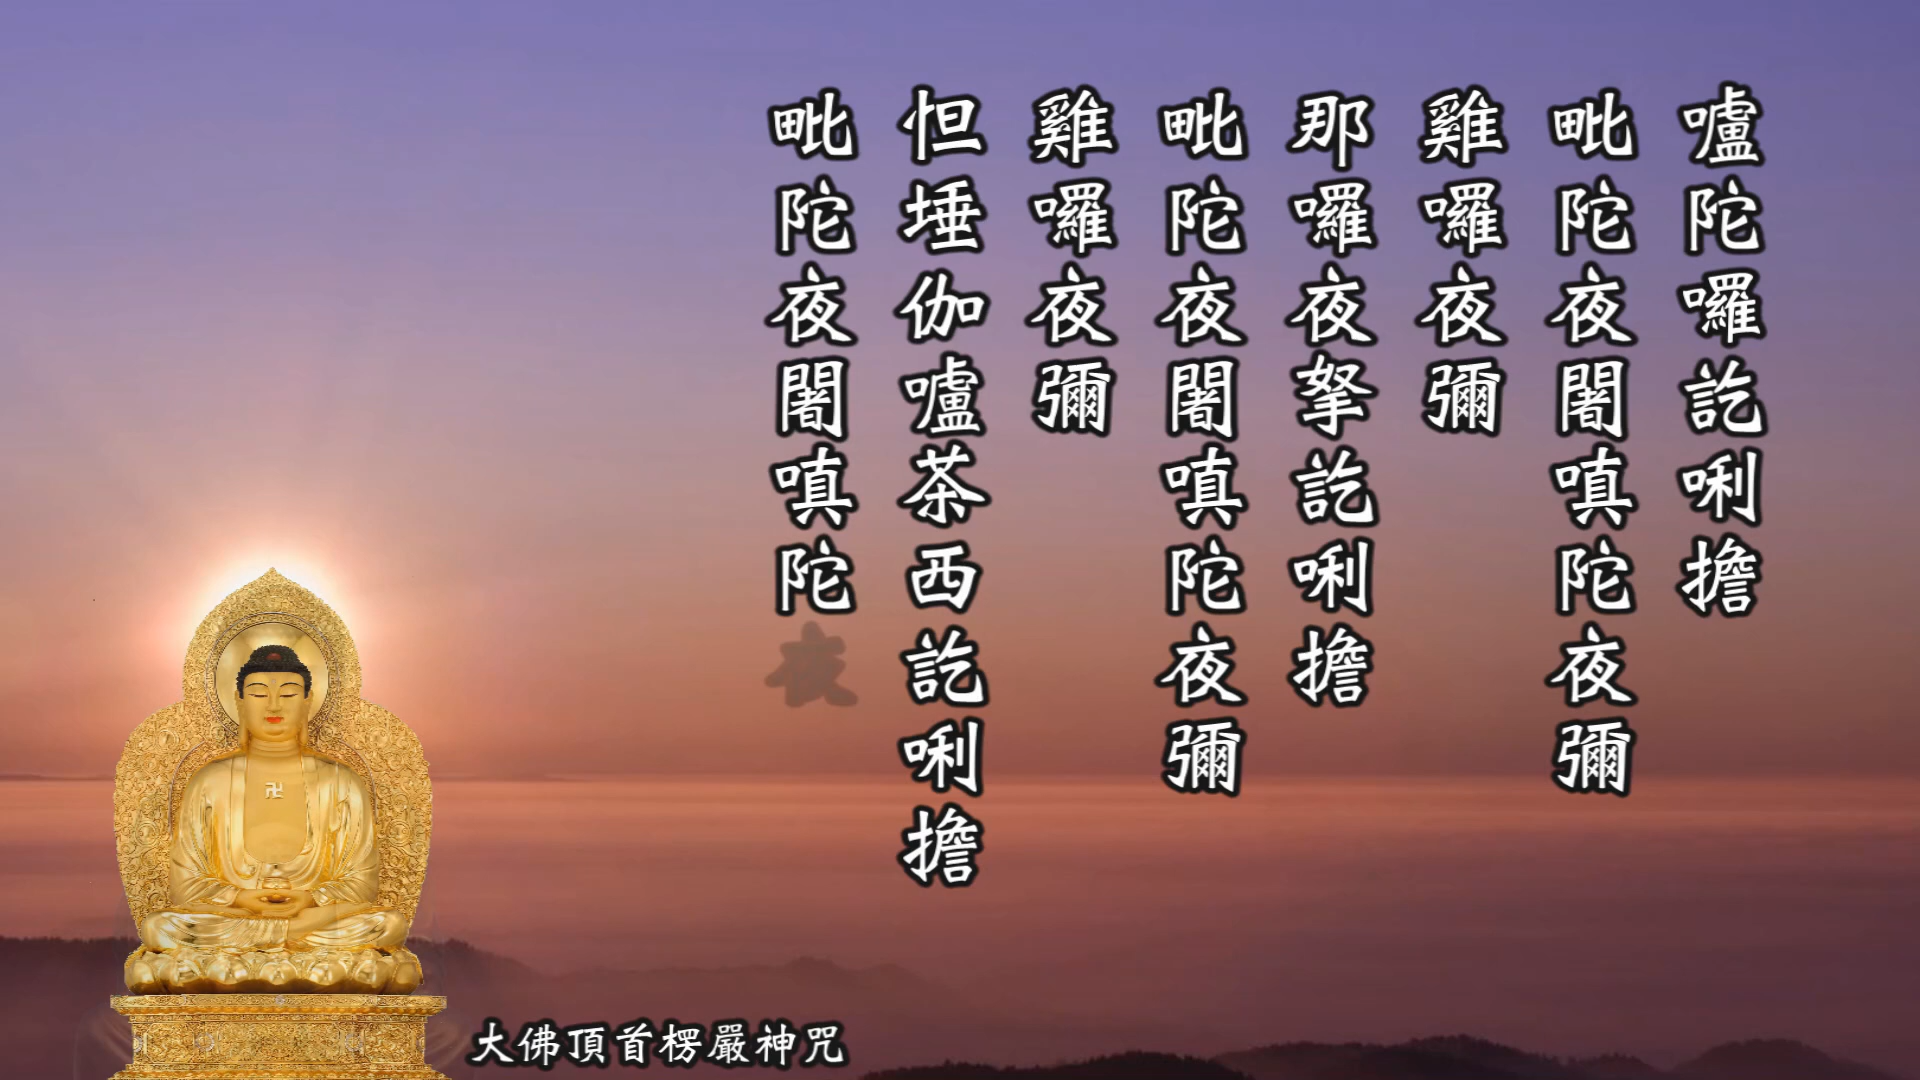 嚧陀囉訖唎擔
毗陀夜闍嗔陀夜彌
雞囉夜彌
那囉夜拏訖唎擔
毗陀夜闍嗔陀夜彌
雞囉夜彌
怛埵伽嚧茶西訖唎擔
毗陀夜闍嗔陀夜
大佛頂首楞嚴神咒